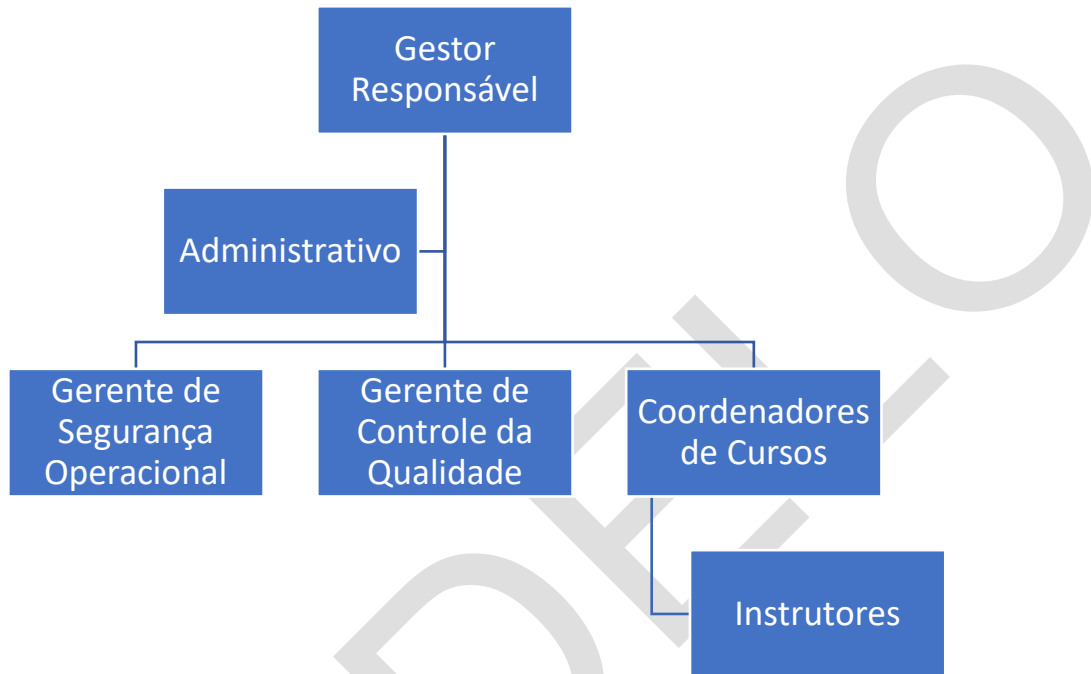 Gestor
Responsável
Administrativo
Gerente de
Segurança
Operacional
Gerente de
Controle da
Qualidade
Coordenadores
de Cursos
Instrutores